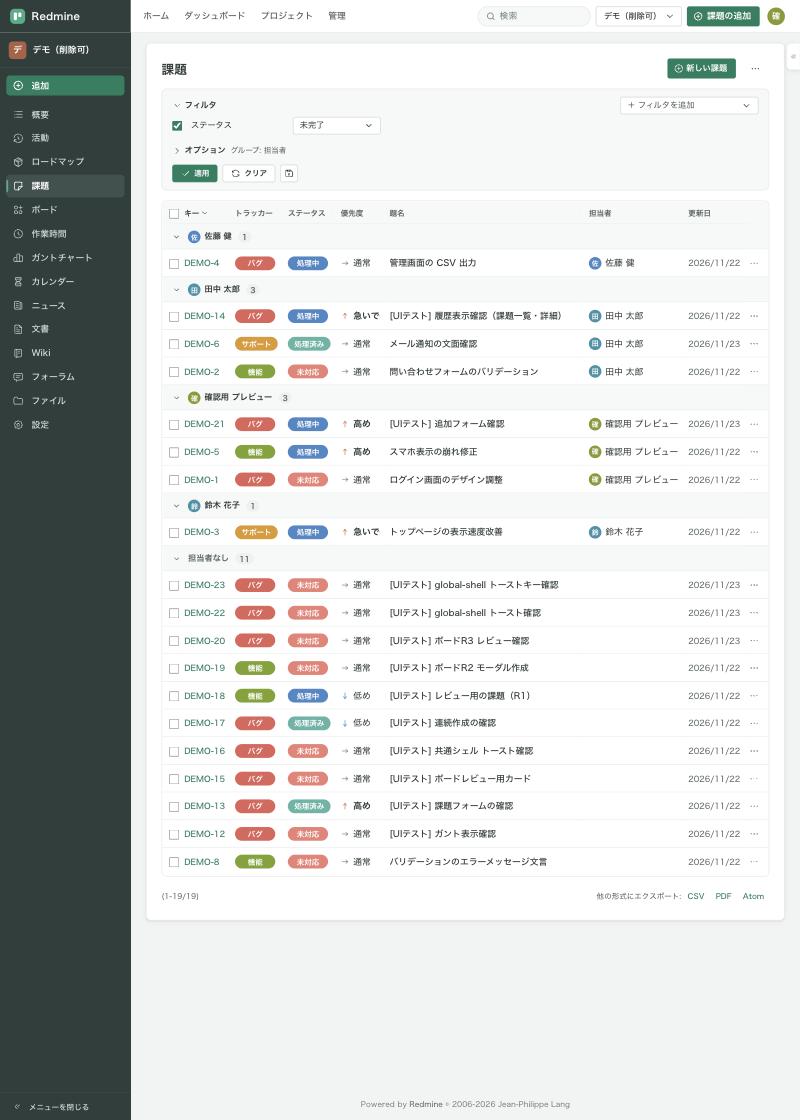 Redmine
ホーム ダッシュボード プロジェクト 管理
検索
デモ（削除可）
課題の追加
確
デ デモ（削除可）
追加
概要
活動
ロードマップ
課題
ボード
作業時間
ガントチャート
カレンダー
ニュース
文書
Wiki
フォーラム
ファイル
設定
« メニューを閉じる
課題
新しい課題 …
«
フィルタ
＋ フィルタを追加
ステータス 未完了
オプション グループ: 担当者
適用 クリア
キー トラッカー ステータス 優先度 題名 担当者 更新日
佐 佐藤 健 1
DEMO-4 バグ 処理中 → 通常 管理画面の CSV 出力 佐 佐藤 健 2026/11/22 …
田 田中 太郎 3
DEMO-14 バグ 処理中 ↑ 急いで [UIテスト] 履歴表示確認（課題一覧・詳細） 田 田中 太郎 2026/11/22 …
DEMO-6 サポート 処理済み → 通常 メール通知の文面確認 田 田中 太郎 2026/11/23 …
DEMO-2 機能 未対応 → 通常 問い合わせフォームのバリデーション 田 田中 太郎 2026/11/22 …
確 確認用 プレビュー 3
DEMO-21 バグ 処理中 ↑ 高め [UIテスト] 追加フォーム確認 確 確認用 プレビュー 2026/11/23 …
DEMO-5 機能 処理中 ↑ 高め スマホ表示の崩れ修正 確 確認用 プレビュー 2026/11/22 …
DEMO-1 バグ 未対応 → 通常 ログイン画面のデザイン調整 確 確認用 プレビュー 2026/11/22 …
鈴 鈴木 花子 1
DEMO-3 サポート 処理中 ↑ 急いで トップページの表示速度改善 鈴 鈴木 花子 2026/11/22 …
担当者なし 11
DEMO-23 バグ 未対応 → 通常 [UIテスト] global-shell トーストキー確認 2026/11/23 …
DEMO-22 バグ 未対応 → 通常 [UIテスト] global-shell トースト確認 2026/11/23 …
DEMO-20 バグ 未対応 → 通常 [UIテスト] ボードR3 レビュー確認 2026/11/23 …
DEMO-19 機能 未対応 → 通常 [UIテスト] ボードR2 モーダル作成 2026/11/22 …
DEMO-18 機能 処理中 ↓ 低め [UIテスト] レビュー用の課題（R1） 2026/11/22 …
DEMO-17 バグ 処理済み ↓ 低め [UIテスト] 連続作成の確認 2026/11/22 …
DEMO-16 バグ 未対応 → 通常 [UIテスト] 共通シェル トースト確認 2026/11/22 …
DEMO-15 バグ 未対応 → 通常 [UIテスト] ボードレビュー用カード 2026/11/22 …
DEMO-13 バグ 処理済み ↑ 高め [UIテスト] 課題フォームの確認 2026/11/22 …
DEMO-12 バグ 未対応 → 通常 [UIテスト] ガント表示確認 2026/11/22 …
DEMO-8 機能 未対応 → 通常 バリデーションのエラーメッセージ文言 2026/11/22 …
(1-19/19)
他の形式にエクスポート: CSV PDF Atom
Powered by Redmine © 2006-2026 Jean-Philippe Lang